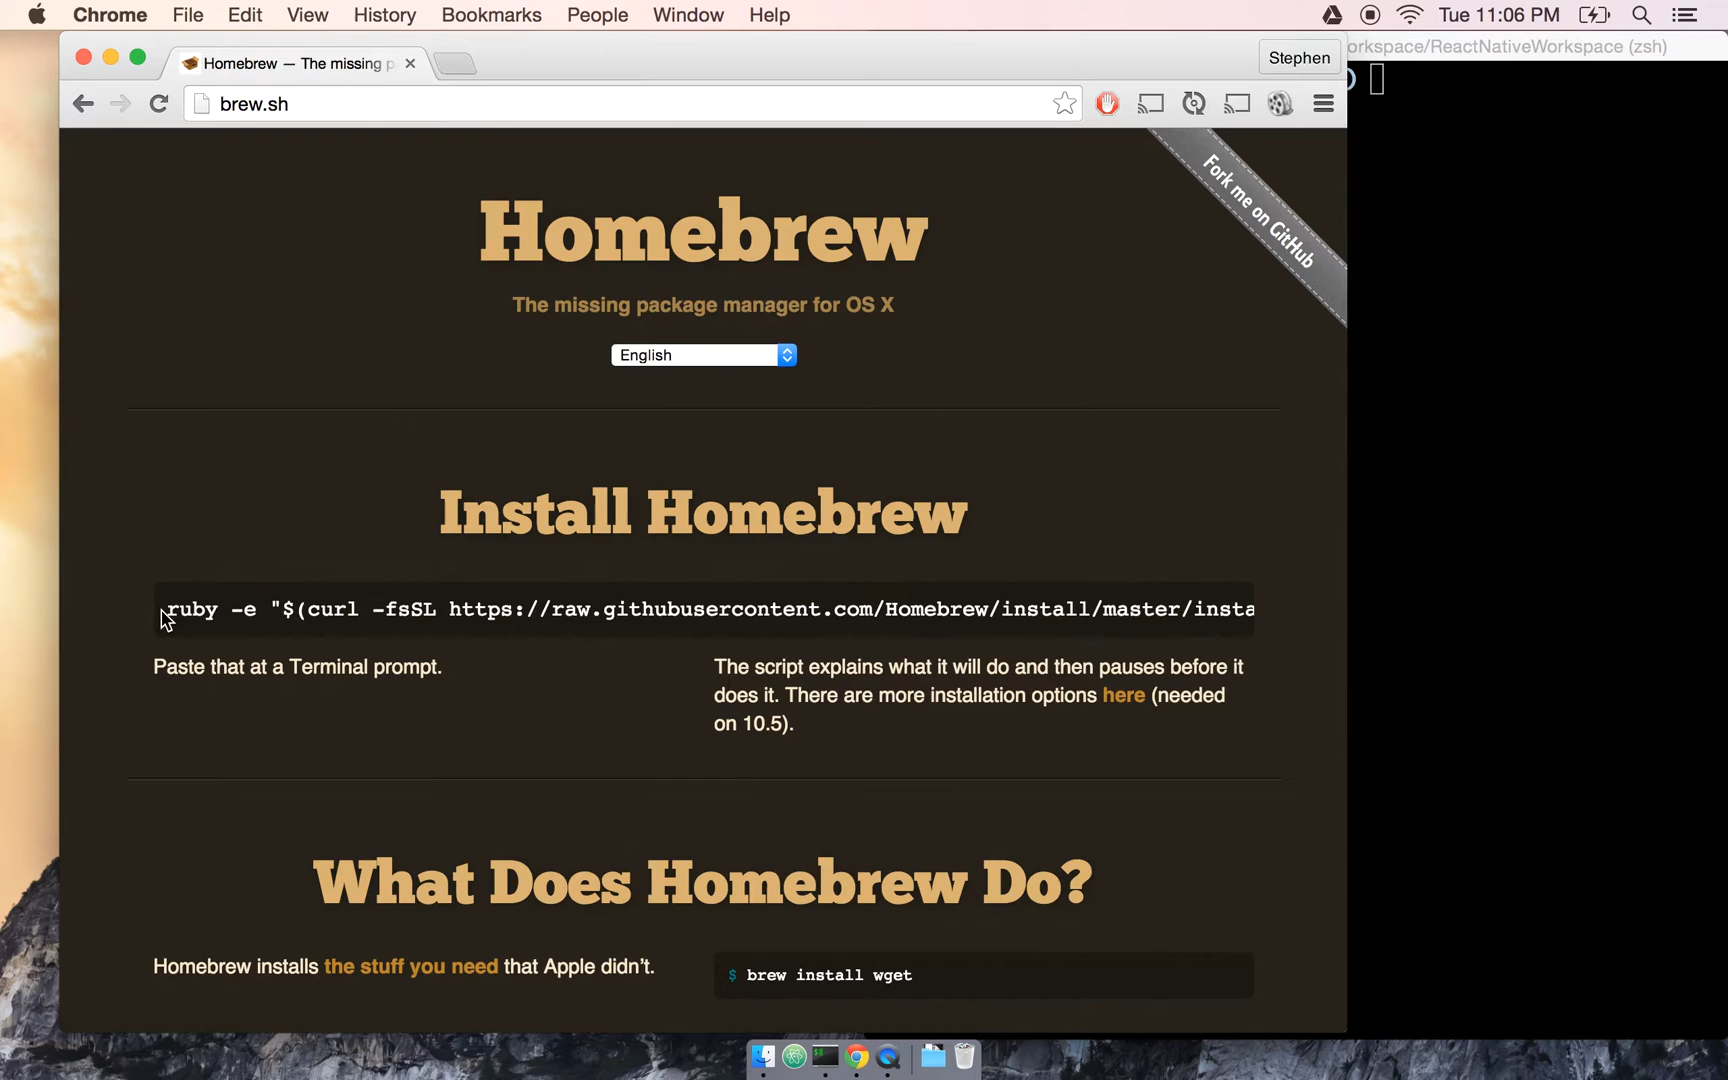 Chrome File Edit View History Bookmarks People Window Help Tue 11:06 PM
Homebrew — The missing p
Stephen
orkspace/ReactNativeWorkspace (zsh)
brew.sh
Fork me on GitHub
Homebrew
The missing package manager for OS X
English
Install Homebrew
ruby -e "$(curl -fsSL https://raw.githubusercontent.com/Homebrew/install/master/insta
Paste that at a Terminal prompt.
The script explains what it will do and then pauses before it
does it. There are more installation options here (needed
on 10.5).
What Does Homebrew Do?
Homebrew installs the stuff you need that Apple didn’t.
$ brew install wget